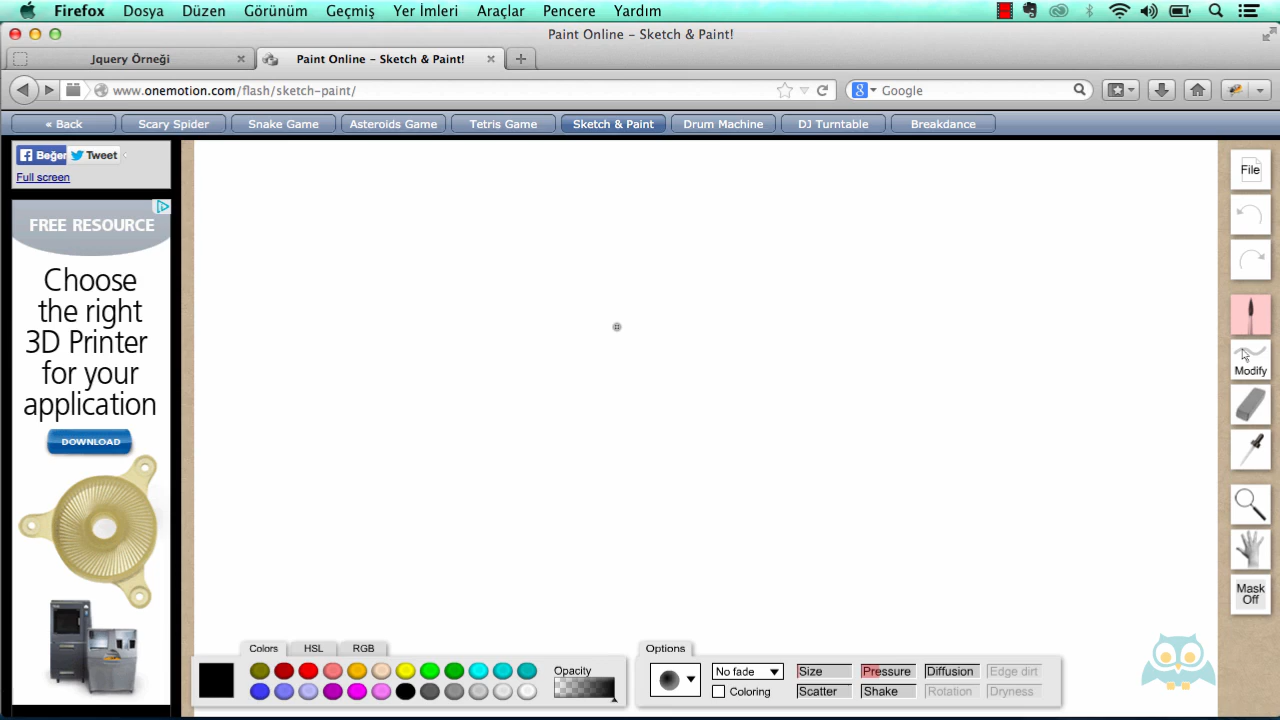 Firefox Dosya Düzen Görünüm Geçmiş Yer İmleri Araçlar Pencere Yardım
Paint Online – Sketch & Paint!
Jquery Örneği
Paint Online – Sketch & Paint!
www.onemotion.com/flash/sketch-paint/
Google
« Back
Scary Spider
Snake Game
Asteroids Game
Tetris Game
Sketch & Paint
Drum Machine
DJ Turntable
Breakdance
Beğen
Tweet
Full screen
FREE RESOURCE
Choose
the right
3D Printer
for your
application
DOWNLOAD
File
Modify
Mask
Off
Colors HSL RGB
Opacity
Options
No fade
Coloring
Size Pressure Diffusion Edge dirt
Scatter Shake Rotation Dryness